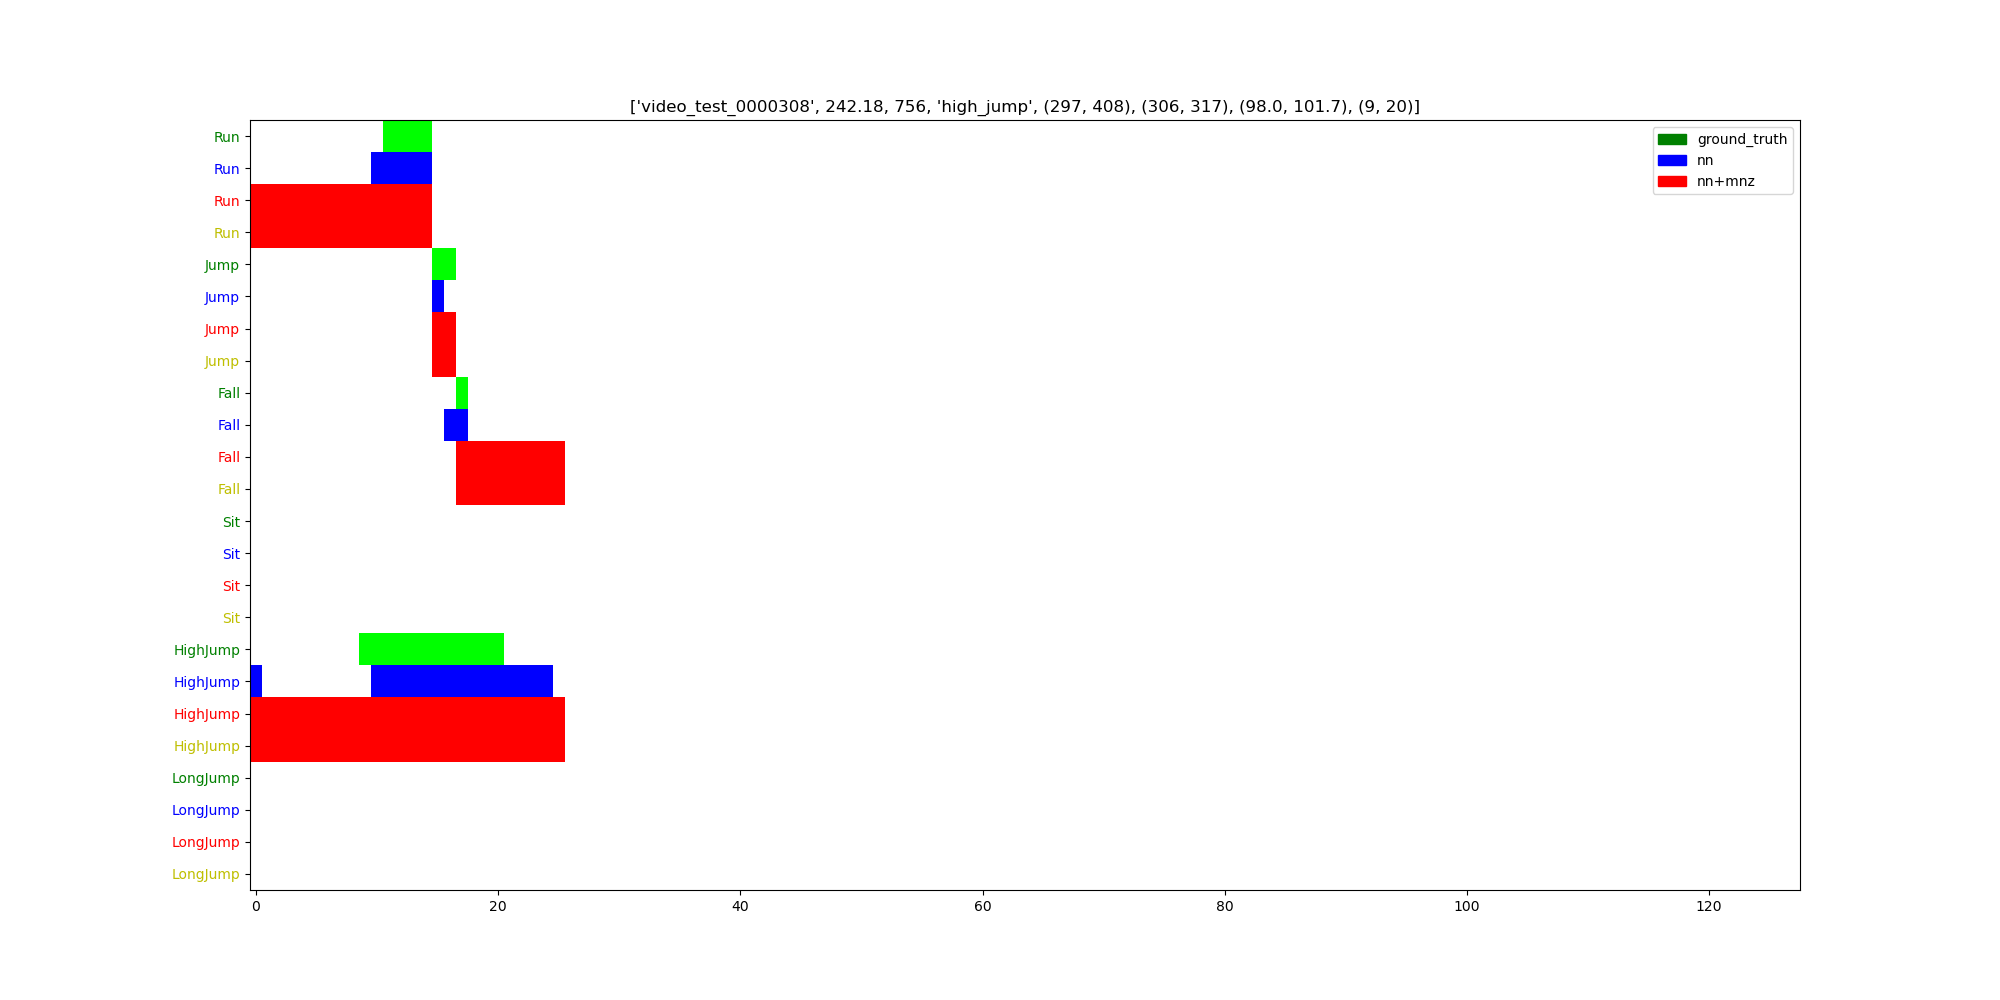 ['video_test_0000308', 242.18, 756, 'high_jump', (297, 408), (306, 317), (98.0, 101.7), (9, 20)]
ground_truth
nn
nn+mnz
Run
Run
Run
Run
Jump
Jump
Jump
Jump
Fall
Fall
Fall
Fall
Sit
Sit
Sit
Sit
HighJump
HighJump
HighJump
HighJump
LongJump
LongJump
LongJump
LongJump
0 20 40 60 80 100 120